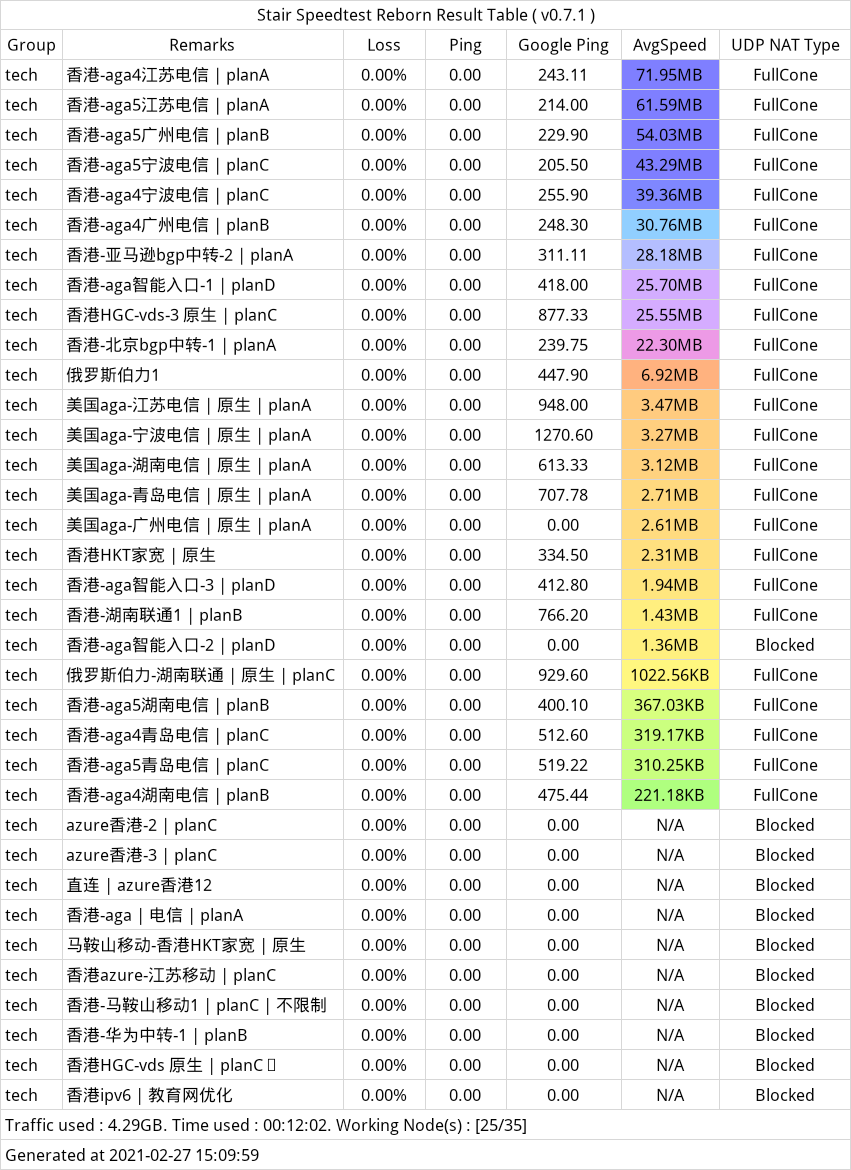 Stair Speedtest Reborn Result Table ( v0.7.1 )
Group Remarks Loss Ping Google Ping AvgSpeed UDP NAT Type
tech 香港-aga4江苏电信 | planA 0.00% 0.00 243.11 71.95MB FullCone
tech 香港-aga5江苏电信 | planA 0.00% 0.00 214.00 61.59MB FullCone
tech 香港-aga5广州电信 | planB 0.00% 0.00 229.90 54.03MB FullCone
tech 香港-aga5宁波电信 | planC 0.00% 0.00 205.50 43.29MB FullCone
tech 香港-aga4宁波电信 | planC 0.00% 0.00 255.90 39.36MB FullCone
tech 香港-aga4广州电信 | planB 0.00% 0.00 248.30 30.76MB FullCone
tech 香港-亚马逊bgp中转-2 | planA 0.00% 0.00 311.11 28.18MB FullCone
tech 香港-aga智能入口-1 | planD 0.00% 0.00 418.00 25.70MB FullCone
tech 香港HGC-vds-3 原生 | planC 0.00% 0.00 877.33 25.55MB FullCone
tech 香港-北京bgp中转-1 | planA 0.00% 0.00 239.75 22.30MB FullCone
tech 俄罗斯伯力1 0.00% 0.00 447.90 6.92MB FullCone
tech 美国aga-江苏电信 | 原生 | planA 0.00% 0.00 948.00 3.47MB FullCone
tech 美国aga-宁波电信 | 原生 | planA 0.00% 0.00 1270.60 3.27MB FullCone
tech 美国aga-湖南电信 | 原生 | planA 0.00% 0.00 613.33 3.12MB FullCone
tech 美国aga-青岛电信 | 原生 | planA 0.00% 0.00 707.78 2.71MB FullCone
tech 美国aga-广州电信 | 原生 | planA 0.00% 0.00 0.00 2.61MB FullCone
tech 香港HKT家宽 | 原生 0.00% 0.00 334.50 2.31MB FullCone
tech 香港-aga智能入口-3 | planD 0.00% 0.00 412.80 1.94MB FullCone
tech 香港-湖南联通1 | planB 0.00% 0.00 766.20 1.43MB FullCone
tech 香港-aga智能入口-2 | planD 0.00% 0.00 0.00 1.36MB Blocked
tech 俄罗斯伯力-湖南联通 | 原生 | planC 0.00% 0.00 929.60 1022.56KB FullCone
tech 香港-aga5湖南电信 | planB 0.00% 0.00 400.10 367.03KB FullCone
tech 香港-aga4青岛电信 | planC 0.00% 0.00 512.60 319.17KB FullCone
tech 香港-aga5青岛电信 | planC 0.00% 0.00 519.22 310.25KB FullCone
tech 香港-aga4湖南电信 | planB 0.00% 0.00 475.44 221.18KB FullCone
tech azure香港-2 | planC 0.00% 0.00 0.00 N/A Blocked
tech azure香港-3 | planC 0.00% 0.00 0.00 N/A Blocked
tech 直连 | azure香港12 0.00% 0.00 0.00 N/A Blocked
tech 香港-aga | 电信 | planA 0.00% 0.00 0.00 N/A Blocked
tech 马鞍山移动-香港HKT家宽 | 原生 0.00% 0.00 0.00 N/A Blocked
tech 香港azure-江苏移动 | planC 0.00% 0.00 0.00 N/A Blocked
tech 香港-马鞍山移动1 | planC | 不限制 0.00% 0.00 0.00 N/A Blocked
tech 香港-华为中转-1 | planB 0.00% 0.00 0.00 N/A Blocked
tech 香港HGC-vds 原生 | planC 0.00% 0.00 0.00 N/A Blocked
tech 香港ipv6 | 教育网优化 0.00% 0.00 0.00 N/A Blocked
Traffic used : 4.29GB. Time used : 00:12:02. Working Node(s) : [25/35]
Generated at 2021-02-27 15:09:59